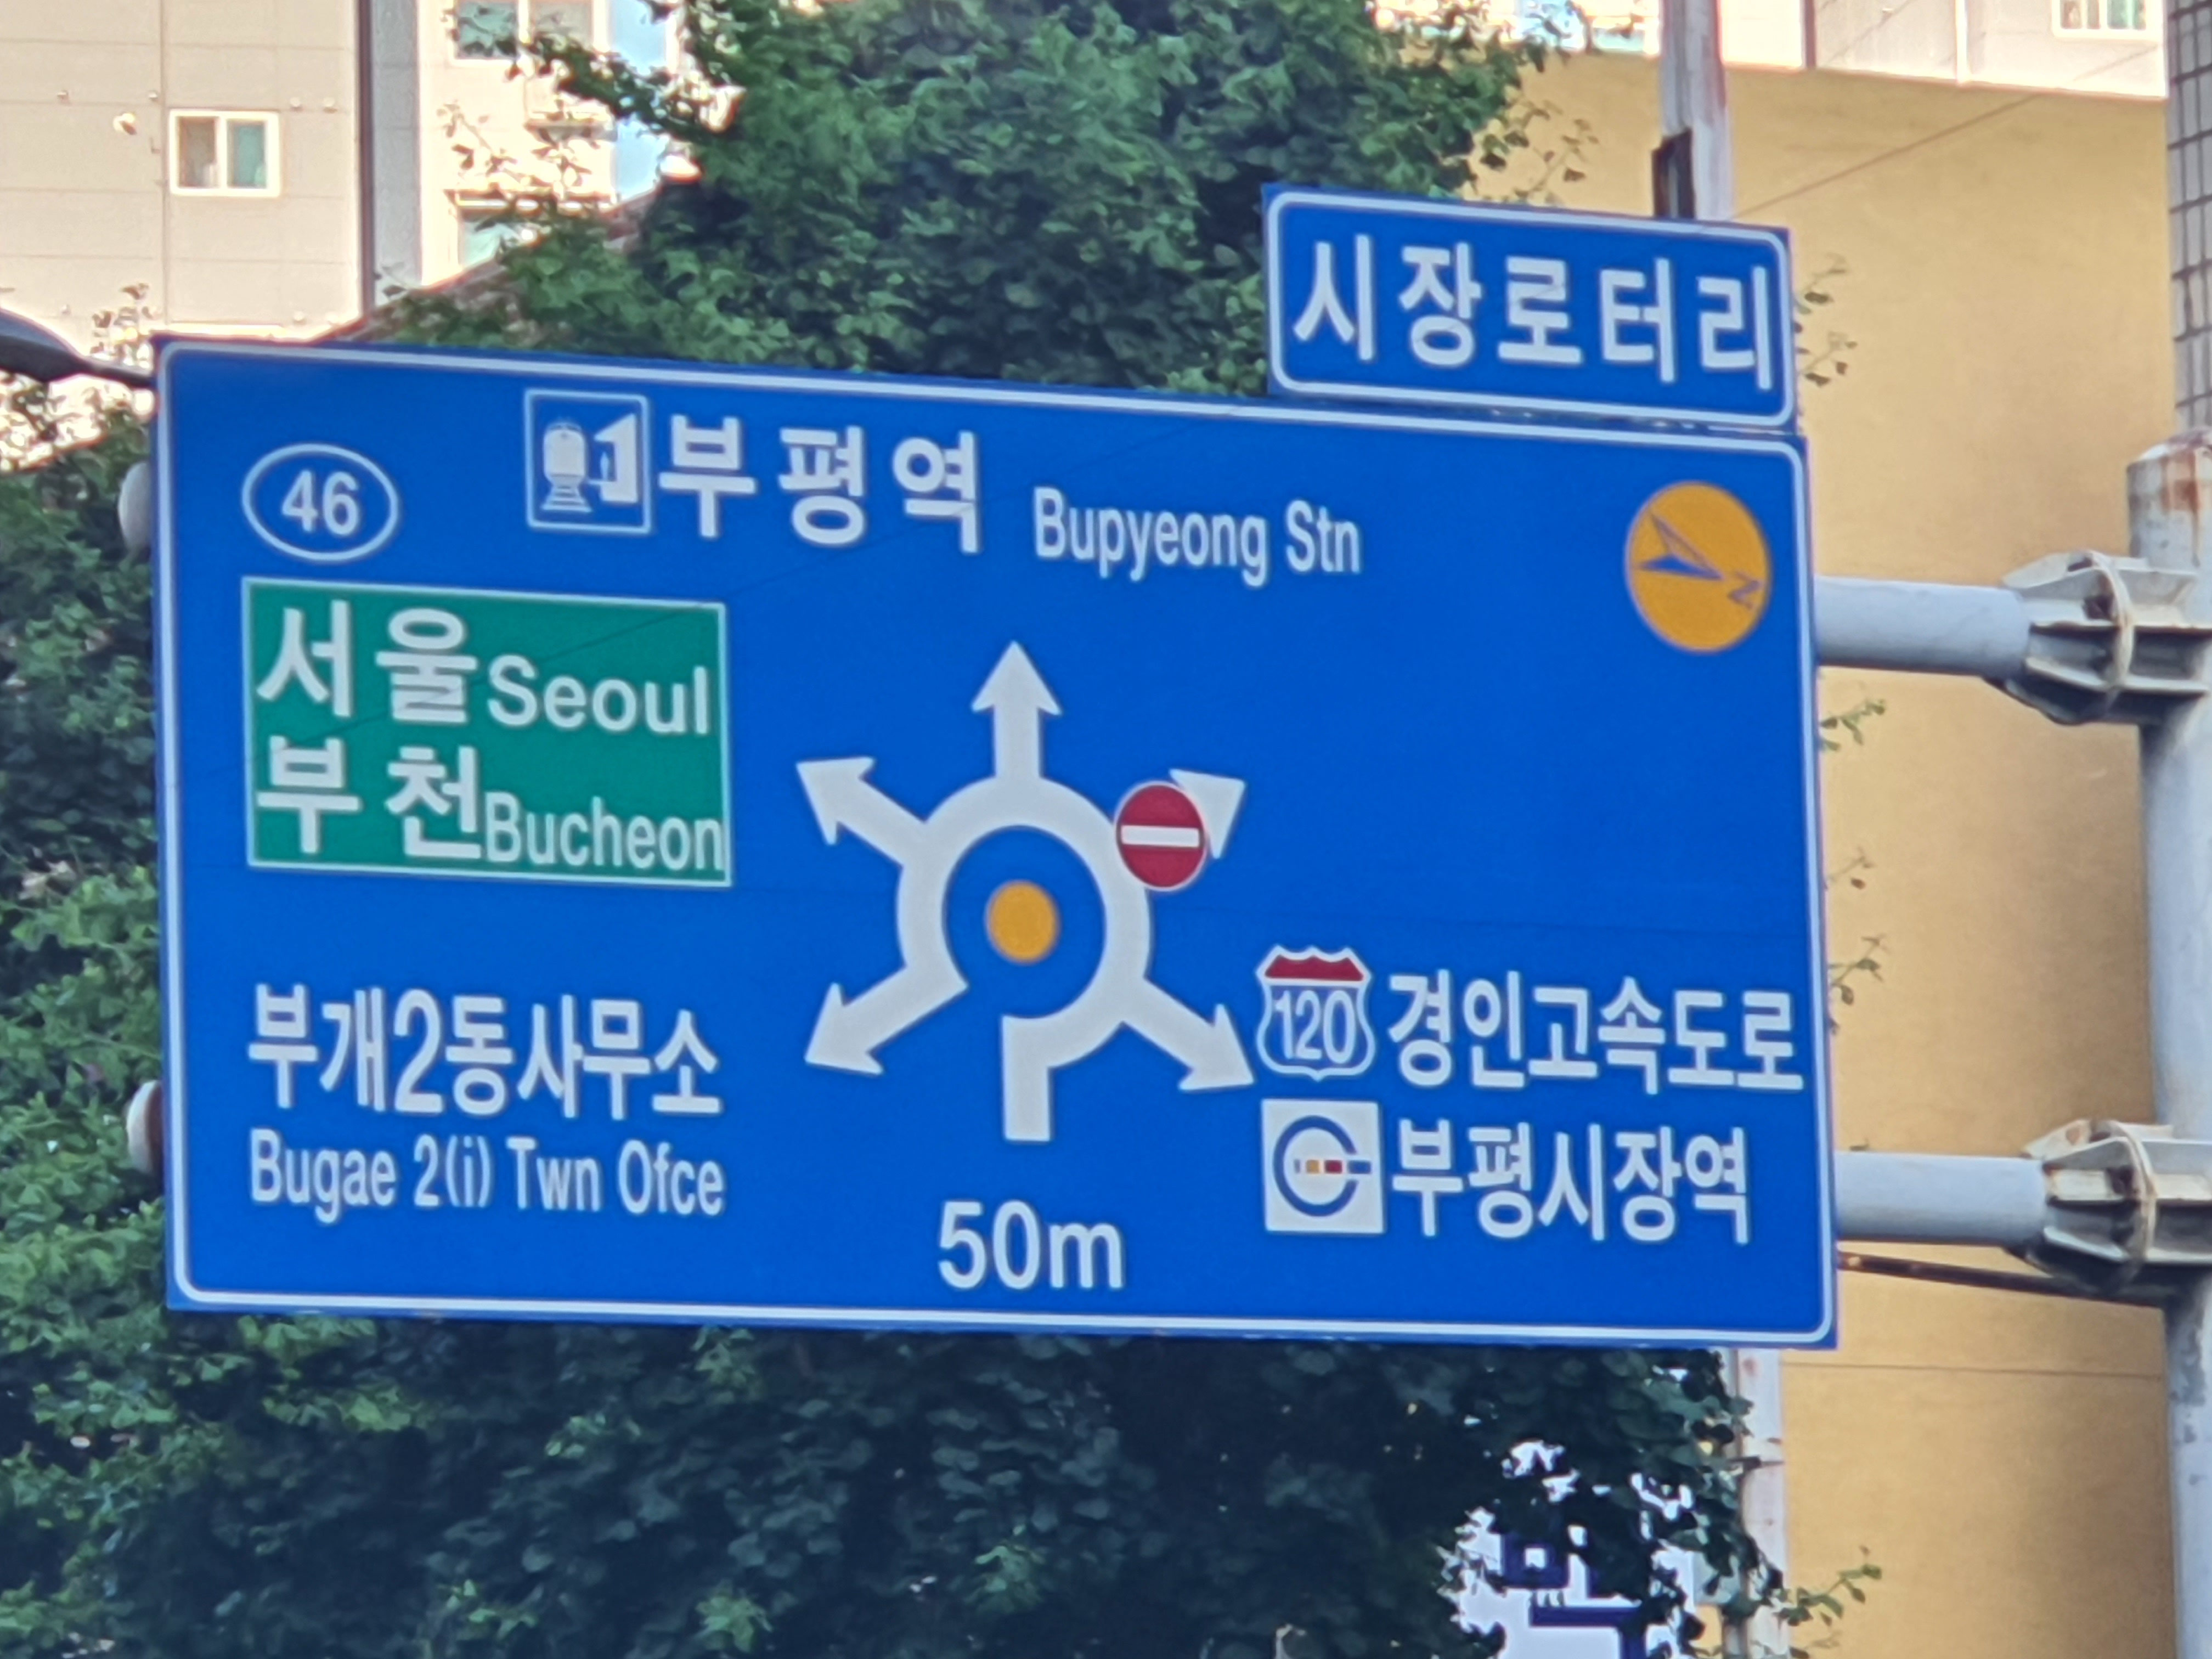 시장로터리
46
부평역 Bupyeong Stn
N
서울 Seoul
부천 Bucheon
120 경인고속도로
부개2동사무소
Bugae 2(i) Twn Ofce
부평시장역
50m